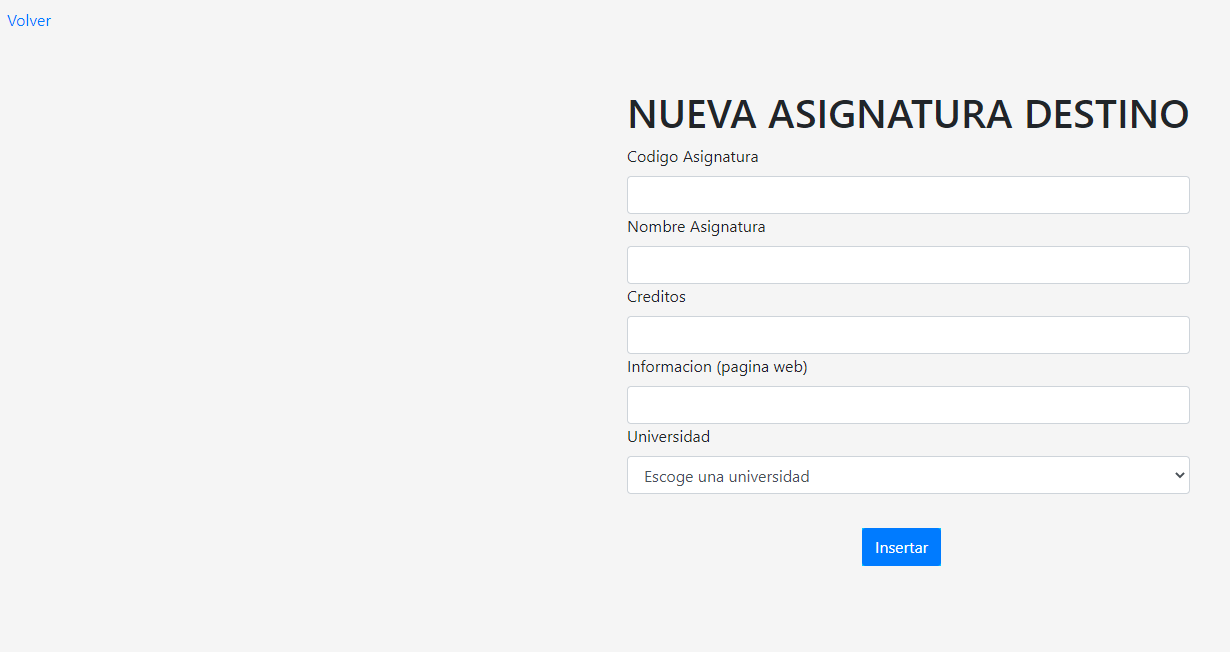 Volver
NUEVA ASIGNATURA DESTINO
Codigo Asignatura
Nombre Asignatura
Creditos
Informacion (pagina web)
Universidad
Escoge una universidad
Insertar